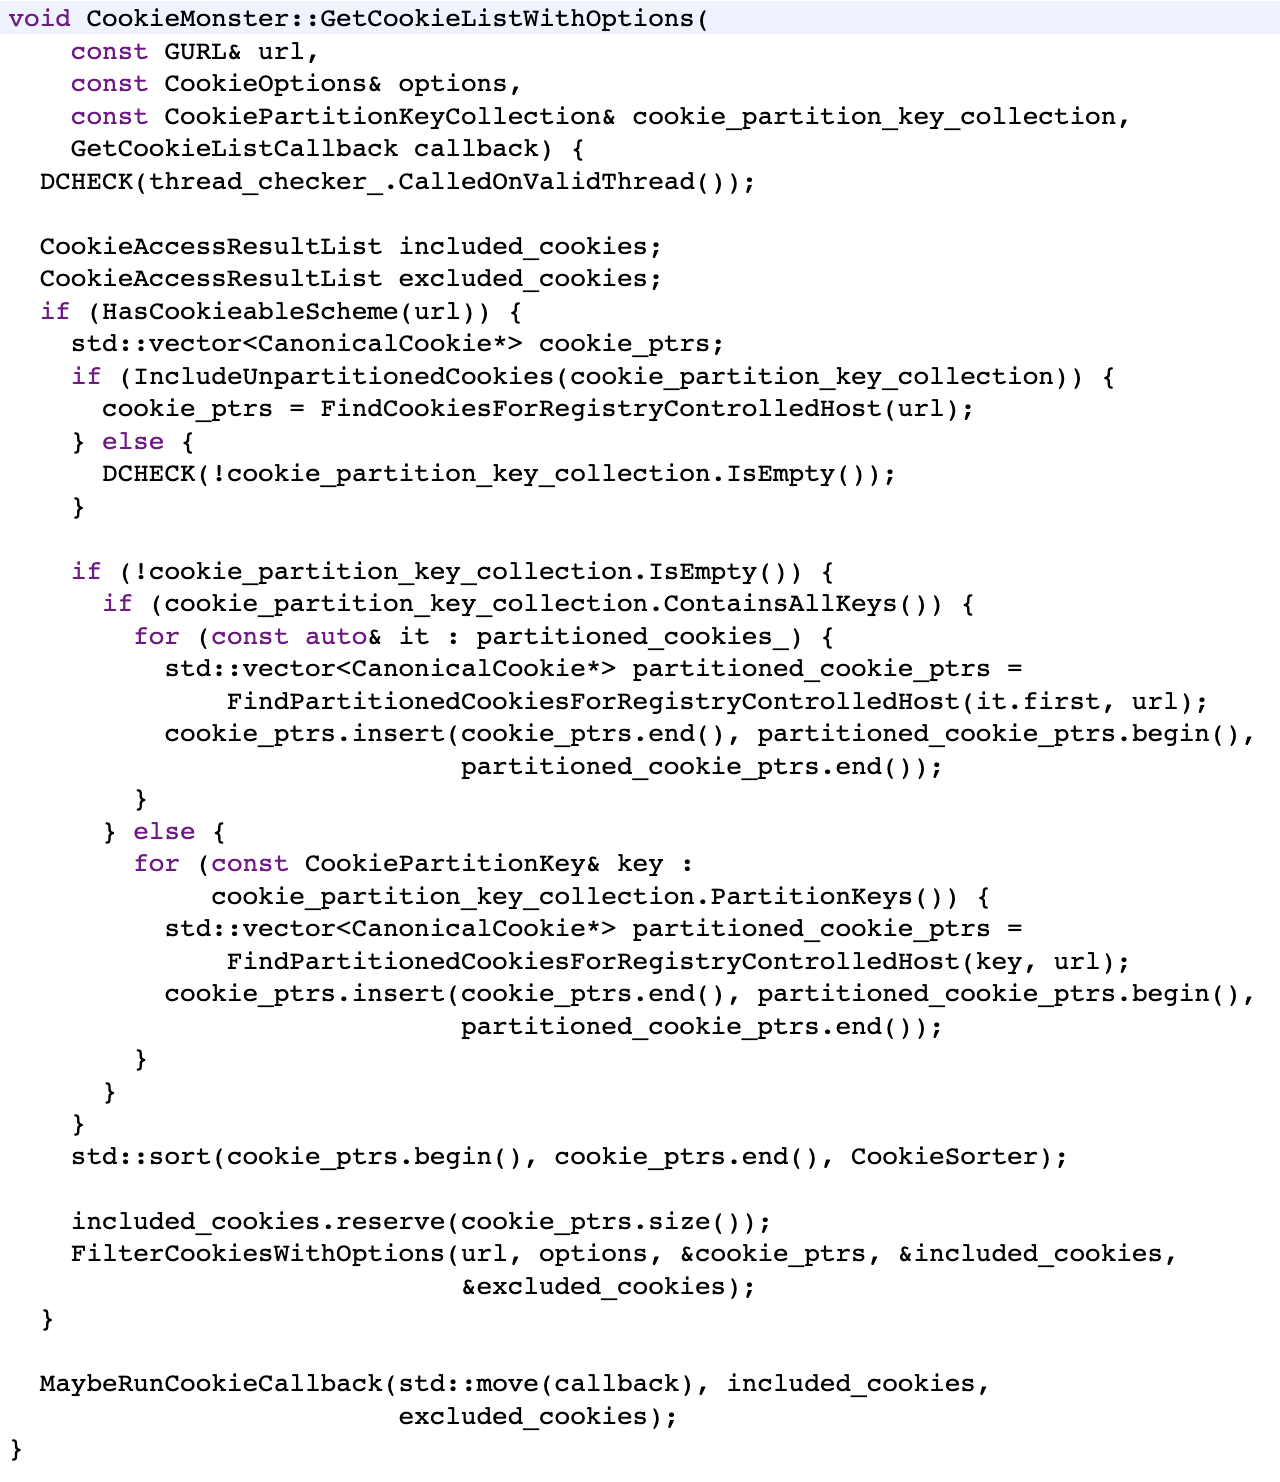 void CookieMonster::GetCookieListWithOptions(
    const GURL& url,
    const CookieOptions& options,
    const CookiePartitionKeyCollection& cookie_partition_key_collection,
    GetCookieListCallback callback) {
  DCHECK(thread_checker_.CalledOnValidThread());

  CookieAccessResultList included_cookies;
  CookieAccessResultList excluded_cookies;
  if (HasCookieableScheme(url)) {
    std::vector<CanonicalCookie*> cookie_ptrs;
    if (IncludeUnpartitionedCookies(cookie_partition_key_collection)) {
      cookie_ptrs = FindCookiesForRegistryControlledHost(url);
    } else {
      DCHECK(!cookie_partition_key_collection.IsEmpty());
    }

    if (!cookie_partition_key_collection.IsEmpty()) {
      if (cookie_partition_key_collection.ContainsAllKeys()) {
        for (const auto& it : partitioned_cookies_) {
          std::vector<CanonicalCookie*> partitioned_cookie_ptrs =
              FindPartitionedCookiesForRegistryControlledHost(it.first, url);
          cookie_ptrs.insert(cookie_ptrs.end(), partitioned_cookie_ptrs.begin(),
                             partitioned_cookie_ptrs.end());
        }
      } else {
        for (const CookiePartitionKey& key :
             cookie_partition_key_collection.PartitionKeys()) {
          std::vector<CanonicalCookie*> partitioned_cookie_ptrs =
              FindPartitionedCookiesForRegistryControlledHost(key, url);
          cookie_ptrs.insert(cookie_ptrs.end(), partitioned_cookie_ptrs.begin(),
                             partitioned_cookie_ptrs.end());
        }
      }
    }
    std::sort(cookie_ptrs.begin(), cookie_ptrs.end(), CookieSorter);

    included_cookies.reserve(cookie_ptrs.size());
    FilterCookiesWithOptions(url, options, &cookie_ptrs, &included_cookies,
                             &excluded_cookies);
  }

  MaybeRunCookieCallback(std::move(callback), included_cookies,
                         excluded_cookies);
}